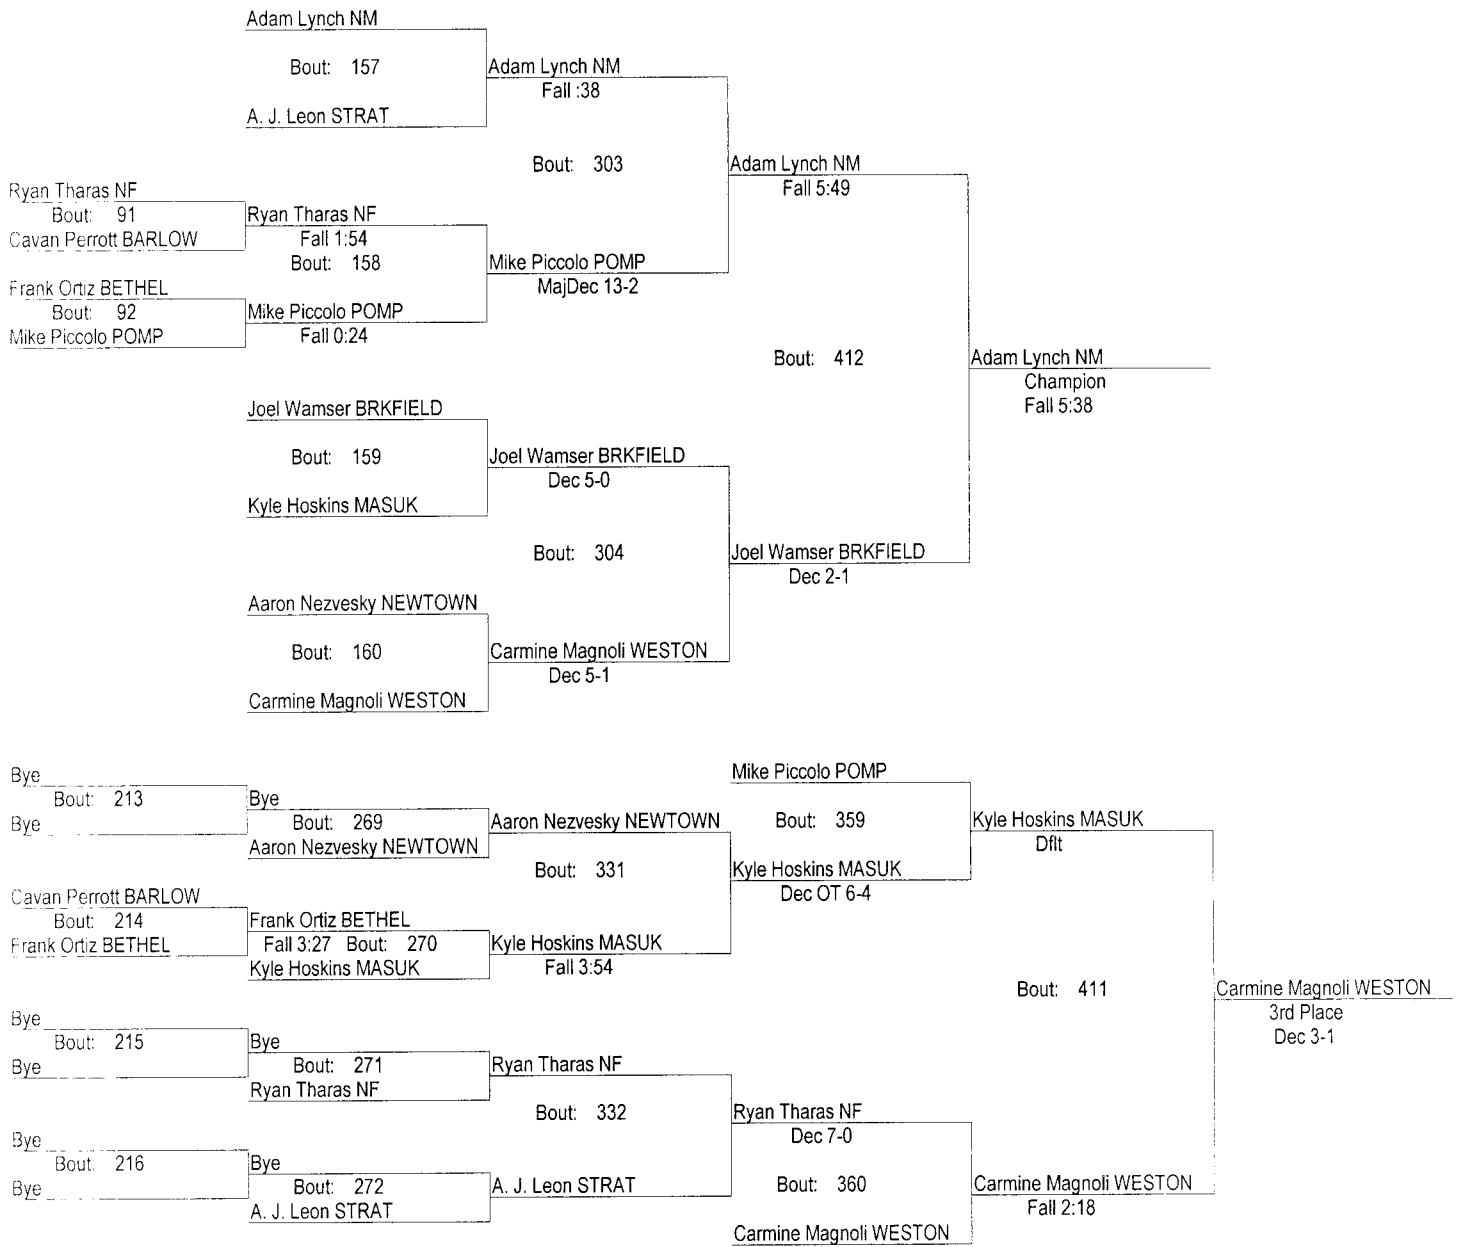 Adam Lynch NM
Bout: 157
Adam Lynch NM
Fall :38
A. J. Leon STRAT
Bout: 303
Adam Lynch NM
Fall 5:49
Ryan Tharas NF
Bout: 91
Ryan Tharas NF
Cavan Perrott BARLOW
Fall 1:54
Bout: 158
Mike Piccolo POMP
MajDec 13-2
Frank Ortiz BETHEL
Bout: 92
Mike Piccolo POMP
Mike Piccolo POMP
Fall 0:24
Bout: 412
Adam Lynch NM
Champion
Fall 5:38
Joel Wamser BRKFIELD
Bout: 159
Joel Wamser BRKFIELD
Dec 5-0
Kyle Hoskins MASUK
Bout: 304
Joel Wamser BRKFIELD
Dec 2-1
Aaron Nezvesky NEWTOWN
Bout: 160
Carmine Magnoli WESTON
Dec 5-1
Carmine Magnoli WESTON
Bye
Bout: 213
Bye
Bye
Bout: 269
Aaron Nezvesky NEWTOWN
Aaron Nezvesky NEWTOWN
Mike Piccolo POMP
Bout: 359
Kyle Hoskins MASUK
Dflt
Bout: 331
Kyle Hoskins MASUK
Dec OT 6-4
Cavan Perrott BARLOW
Bout: 214
Frank Ortiz BETHEL
Frank Ortiz BETHEL
Fall 3:27 Bout: 270
Kyle Hoskins MASUK
Kyle Hoskins MASUK
Fall 3:54
Bout: 411
Carmine Magnoli WESTON
3rd Place
Dec 3-1
Bye
Bout: 215
Bye
Bye
Bout: 271
Ryan Tharas NF
Ryan Tharas NF
Bout: 332
Ryan Tharas NF
Dec 7-0
Bye
Bout: 216
Bye
Bye
Bout: 272
A. J. Leon STRAT
A. J. Leon STRAT
Bout: 360
Carmine Magnoli WESTON
Fall 2:18
Carmine Magnoli WESTON